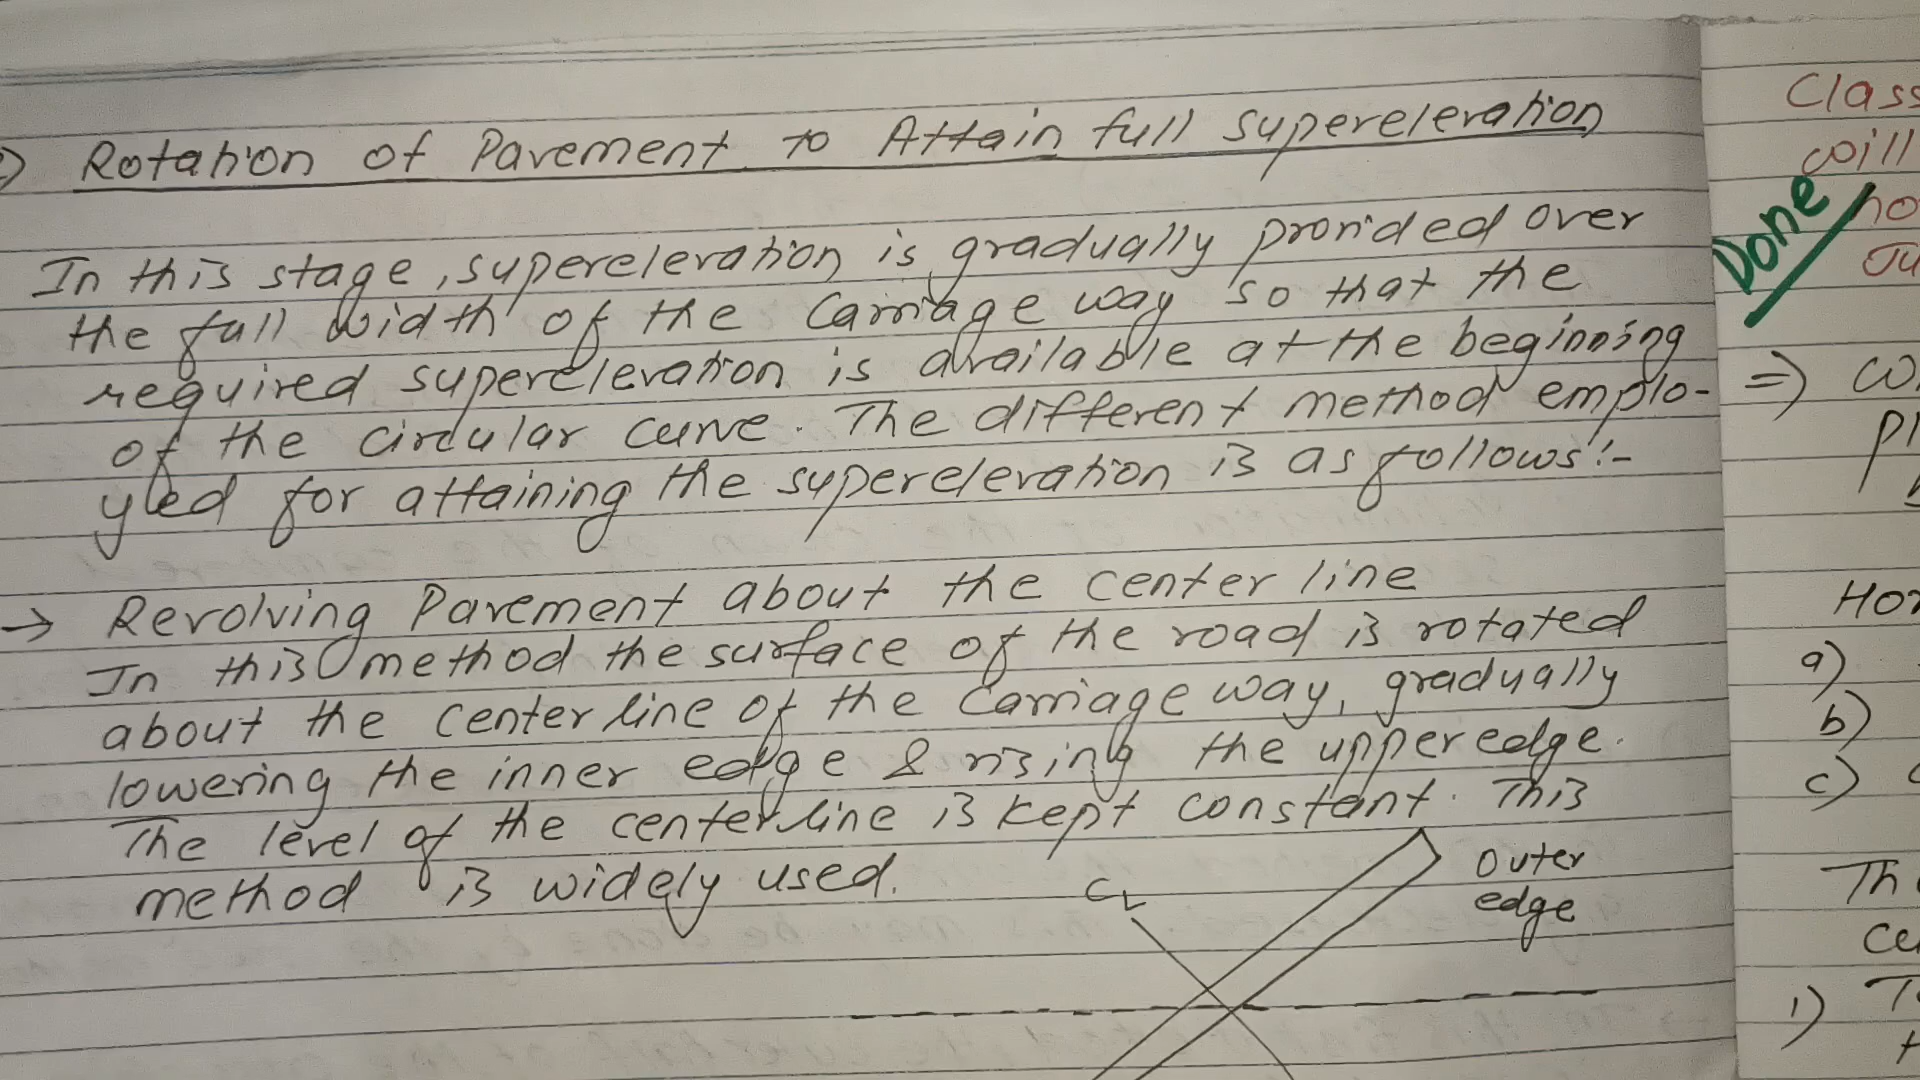 Rotation of Pavement to Attain full superelevation
In this stage, superelevation is gradually provided over
the full width of the Carriage way so that the
required superelevation is available at the beginning
of the circular curve. The different method emplo-
yed for attaining the superelevation is as follows:-
→ Revolving Pavement about the center line
In this method the surface of the road is rotated
about the center line of the Carriage way, gradually
lowering the inner edge & rising the upper edge.
The level of the center line is kept constant. This
method is widely used.
CL
Outer
edge
Class
will
Done
no
=)
Hor
a)
b)
c)
The
1)